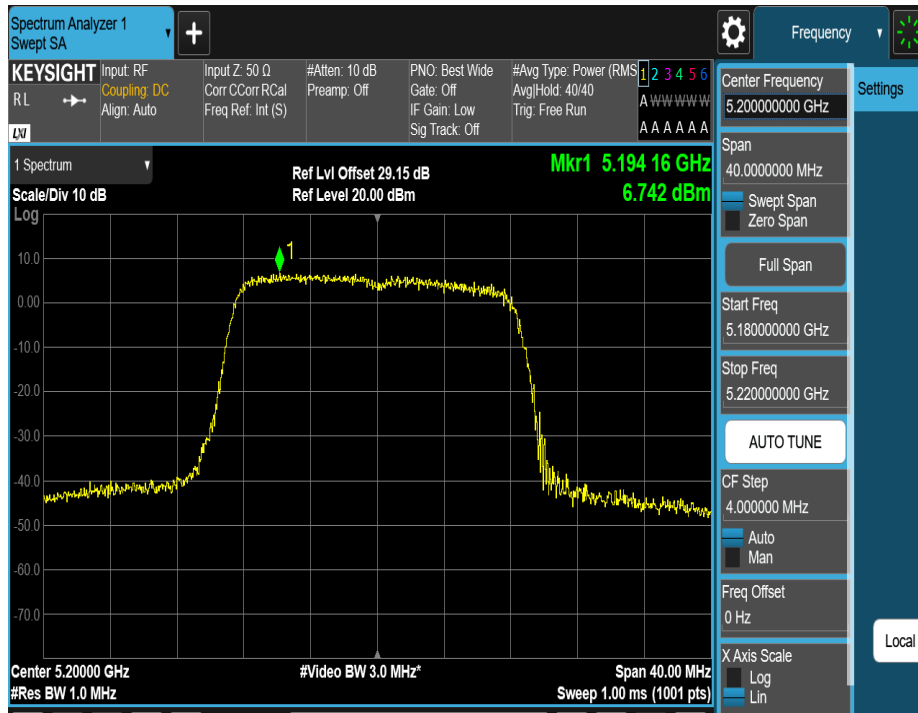 Spectrum Analyzer 1
Swept SA
+
Frequency
KEYSIGHT
R L
LXI
Input: RF
Coupling: DC
Align: Auto
Input Z: 50 Ω
Corr CCorr RCal
Freq Ref: Int (S)
#Atten: 10 dB
Preamp: Off
PNO: Best Wide
Gate: Off
IF Gain: Low
Sig Track: Off
#Avg Type: Power (RMS
Avg|Hold: 40/40
Trig: Free Run
1 2 3 4 5 6
A W W W W W
A A A A A A
Center Frequency
5.200000000 GHz
Settings
Span
40.0000000 MHz
Swept Span
Zero Span
Full Span
Start Freq
5.180000000 GHz
Stop Freq
5.220000000 GHz
AUTO TUNE
CF Step
4.000000 MHz
Auto
Man
Freq Offset
0 Hz
X Axis Scale
Log
Lin
Local
1 Spectrum
Scale/Div 10 dB
Ref Lvl Offset 29.15 dB
Ref Level 20.00 dBm
Mkr1 5.194 16 GHz
6.742 dBm
Log
1
10.0
0.00
-10.0
-20.0
-30.0
-40.0
-50.0
-60.0
-70.0
Center 5.20000 GHz
#Video BW 3.0 MHz*
Span 40.00 MHz
#Res BW 1.0 MHz
Sweep 1.00 ms (1001 pts)